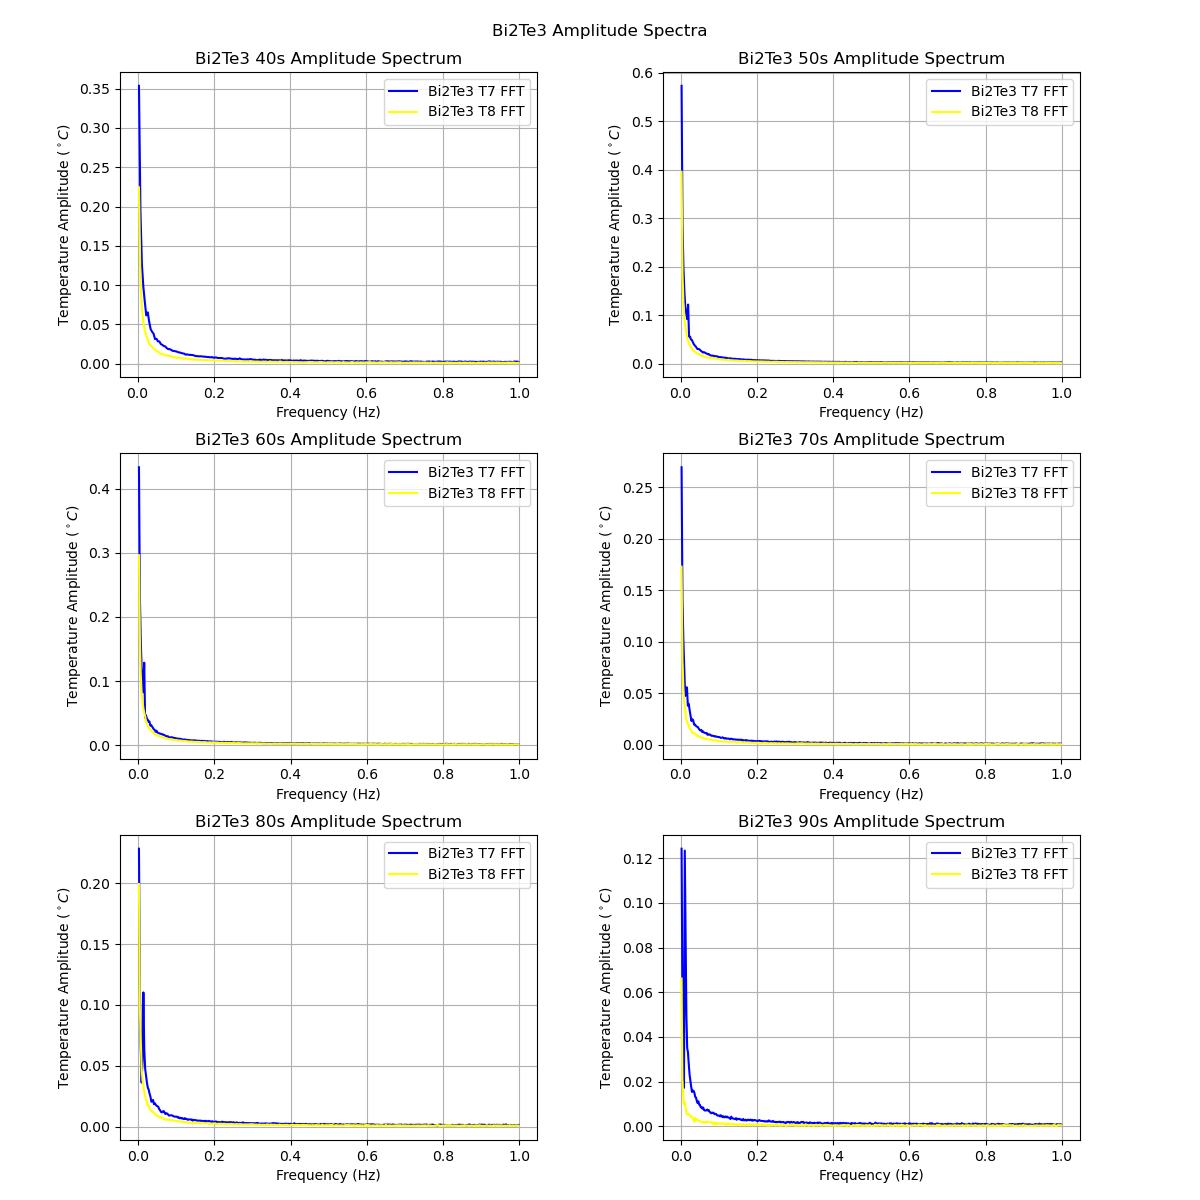 Bi2Te3 Amplitude Spectra
Bi2Te3 40s Amplitude Spectrum
Temperature Amplitude (°C)
0.35
0.30
0.25
0.20
0.15
0.10
0.05
0.00
Bi2Te3 T7 FFT
Bi2Te3 T8 FFT
0.0 0.2 0.4 0.6 0.8 1.0
Frequency (Hz)
Bi2Te3 50s Amplitude Spectrum
Temperature Amplitude (°C)
0.6
0.5
0.4
0.3
0.2
0.1
0.0
Bi2Te3 T7 FFT
Bi2Te3 T8 FFT
0.0 0.2 0.4 0.6 0.8 1.0
Frequency (Hz)
Bi2Te3 60s Amplitude Spectrum
Temperature Amplitude (°C)
0.4
0.3
0.2
0.1
0.0
Bi2Te3 T7 FFT
Bi2Te3 T8 FFT
0.0 0.2 0.4 0.6 0.8 1.0
Frequency (Hz)
Bi2Te3 70s Amplitude Spectrum
Temperature Amplitude (°C)
0.25
0.20
0.15
0.10
0.05
0.00
Bi2Te3 T7 FFT
Bi2Te3 T8 FFT
0.0 0.2 0.4 0.6 0.8 1.0
Frequency (Hz)
Bi2Te3 80s Amplitude Spectrum
Temperature Amplitude (°C)
0.20
0.15
0.10
0.05
0.00
Bi2Te3 T7 FFT
Bi2Te3 T8 FFT
0.0 0.2 0.4 0.6 0.8 1.0
Frequency (Hz)
Bi2Te3 90s Amplitude Spectrum
Temperature Amplitude (°C)
0.12
0.10
0.08
0.06
0.04
0.02
0.00
Bi2Te3 T7 FFT
Bi2Te3 T8 FFT
0.0 0.2 0.4 0.6 0.8 1.0
Frequency (Hz)